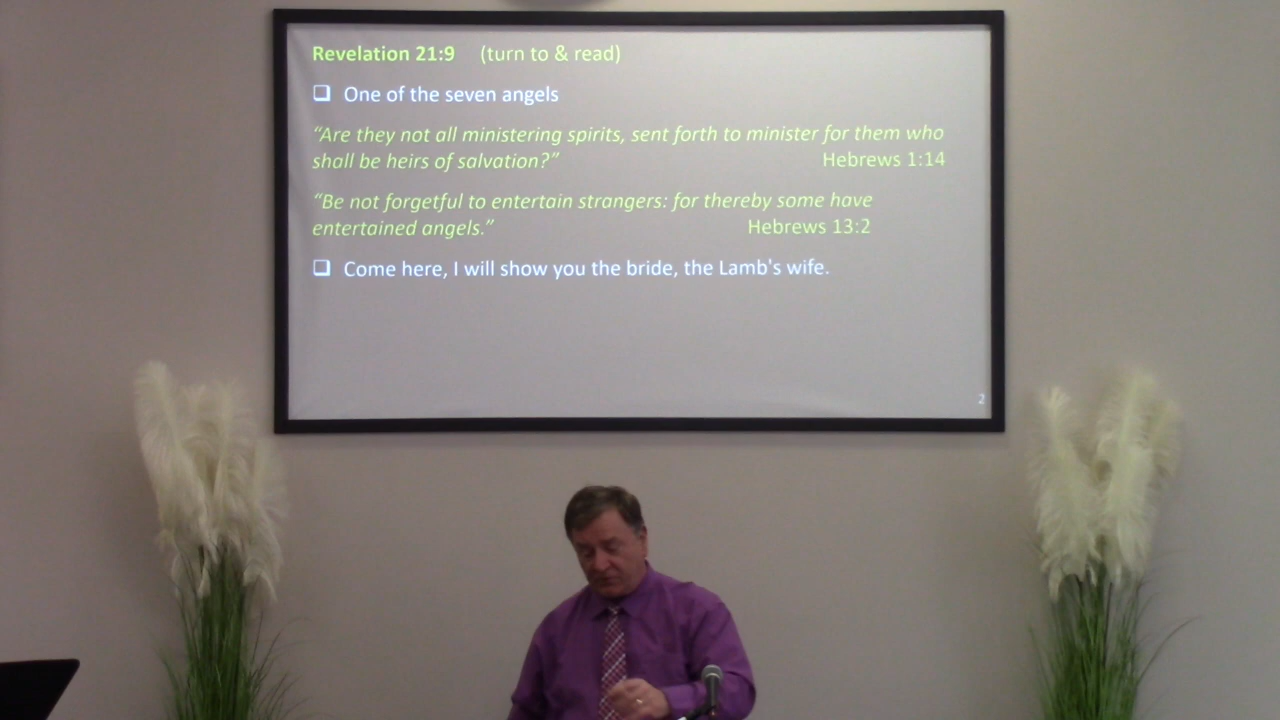 Revelation 21:9 (turn to & read)
❑ One of the seven angels
“Are they not all ministering spirits, sent forth to minister for them who
shall be heirs of salvation?” Hebrews 1:14
“Be not forgetful to entertain strangers: for thereby some have
entertained angels.” Hebrews 13:2
❑ Come here, I will show you the bride, the Lamb's wife.
2